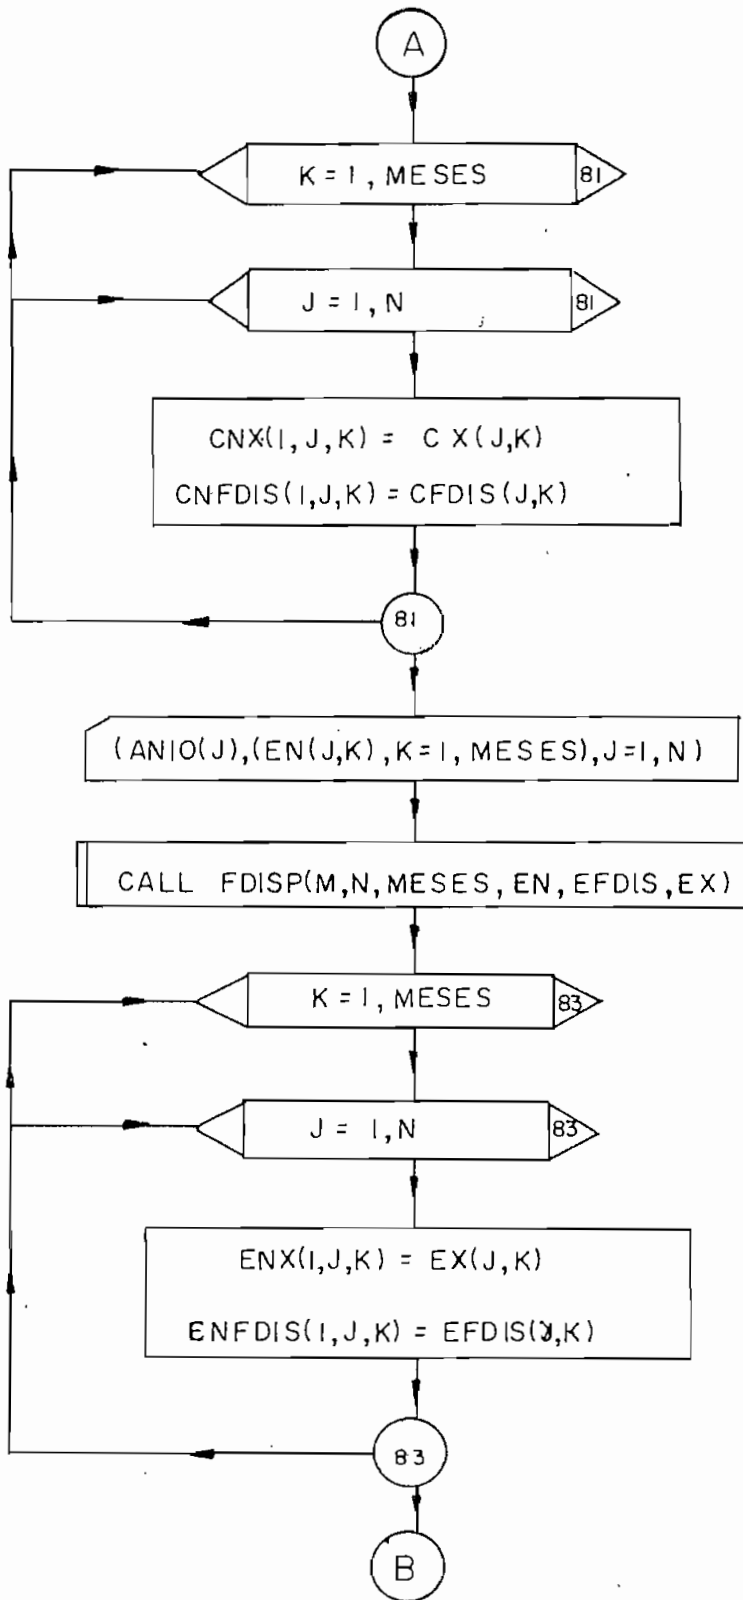 A
K = 1, MESES 81
J = 1, N 81
CNX(1, J, K) = CX(J,K)
CNFDIS(1,J,K) = CFDIS(J,K)
81
(ANIO(J),(EN(J,K),K=1, MESES),J=1, N)
CALL FDISP(M,N,MESES, EN, EFDIS, EX)
K = 1, MESES 83
J = 1, N 83
ENX(1,J,K) = EX(J,K)
ENFDIS(1,J,K) = EFDIS(J,K)
83
B